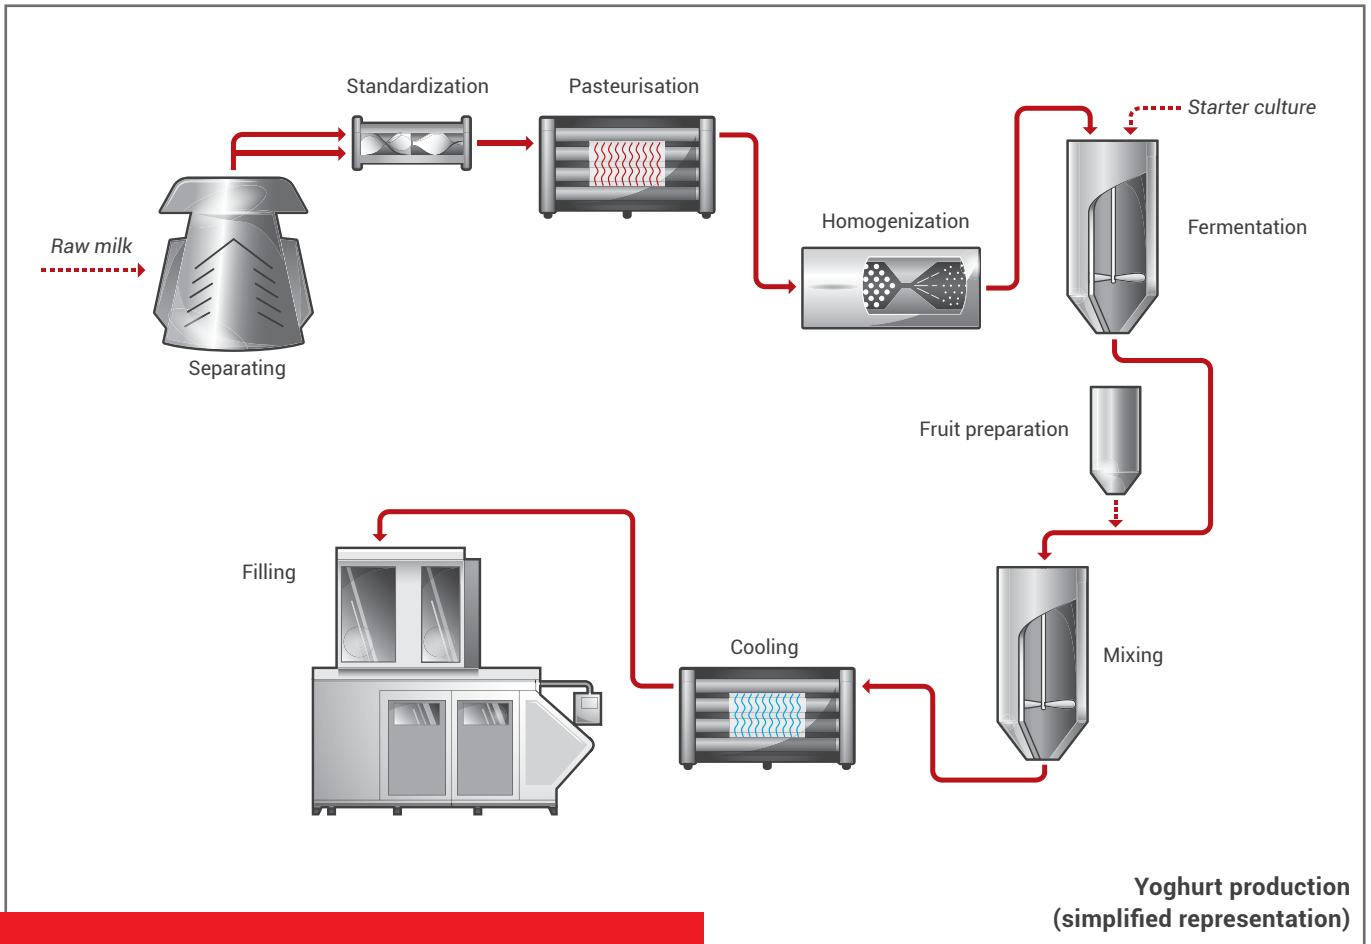 Standardization
Pasteurisation
Starter culture
Raw milk
Homogenization
Fermentation
Separating
Fruit preparation
Filling
Cooling
Mixing
Yoghurt production
(simplified representation)